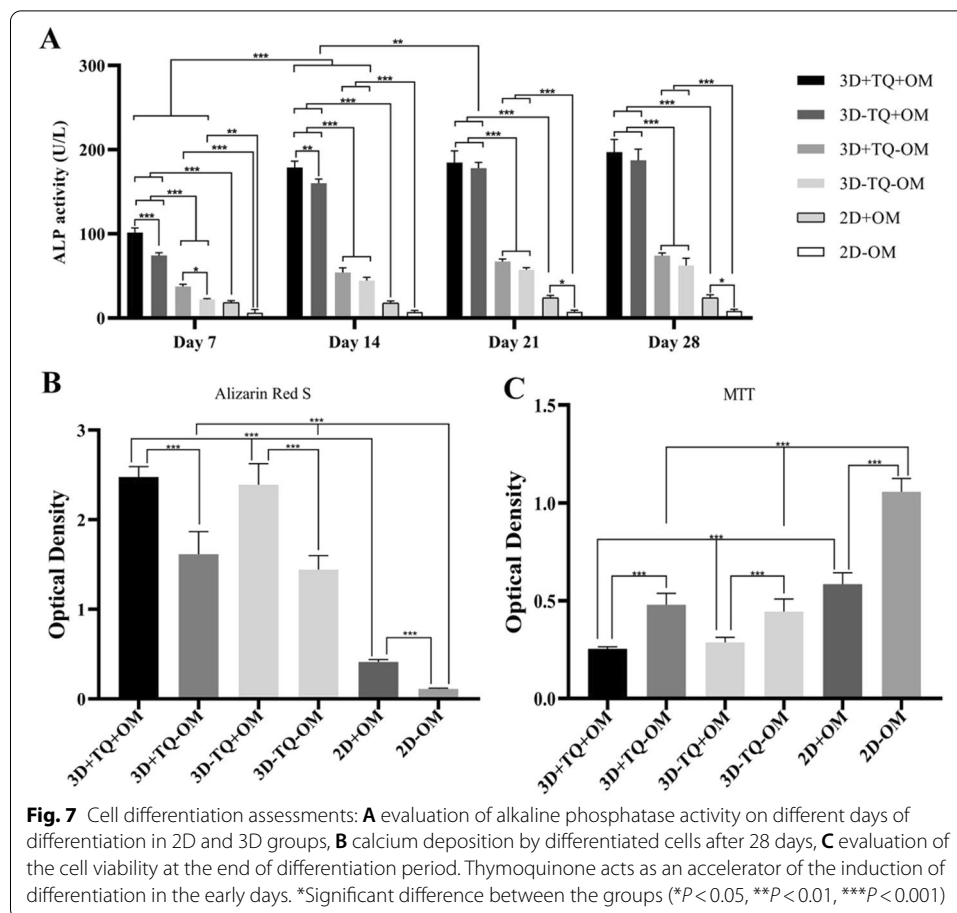 A
ALP activity (U/L)
300
200
100
0
*** ** *** *** *** ** *** *** *** *** * *** *** *** ** *** *** *** * *** *** *** *
Day 7 Day 14 Day 21 Day 28
3D+TQ+OM
3D-TQ+OM
3D+TQ-OM
3D-TQ-OM
2D+OM
2D-OM
B
Alizarin Red S
Optical Density
3
2
1
0
***
***
*** ***
***
3D+TQ+OM 3D+TQ-OM 3D-TQ+OM 3D-TQ-OM 2D+OM 2D-OM
C
MTT
Optical Density
1.5
1.0
0.5
0.0
***
***
***
*** ***
3D+TQ+OM 3D+TQ-OM 3D-TQ+OM 3D-TQ-OM 2D+OM 2D-OM
Fig. 7 Cell differentiation assessments: A evaluation of alkaline phosphatase activity on different days of
differentiation in 2D and 3D groups, B calcium deposition by differentiated cells after 28 days, C evaluation of
the cell viability at the end of differentiation period. Thymoquinone acts as an accelerator of the induction of
differentiation in the early days. *Significant difference between the groups (*P < 0.05, **P < 0.01, ***P < 0.001)